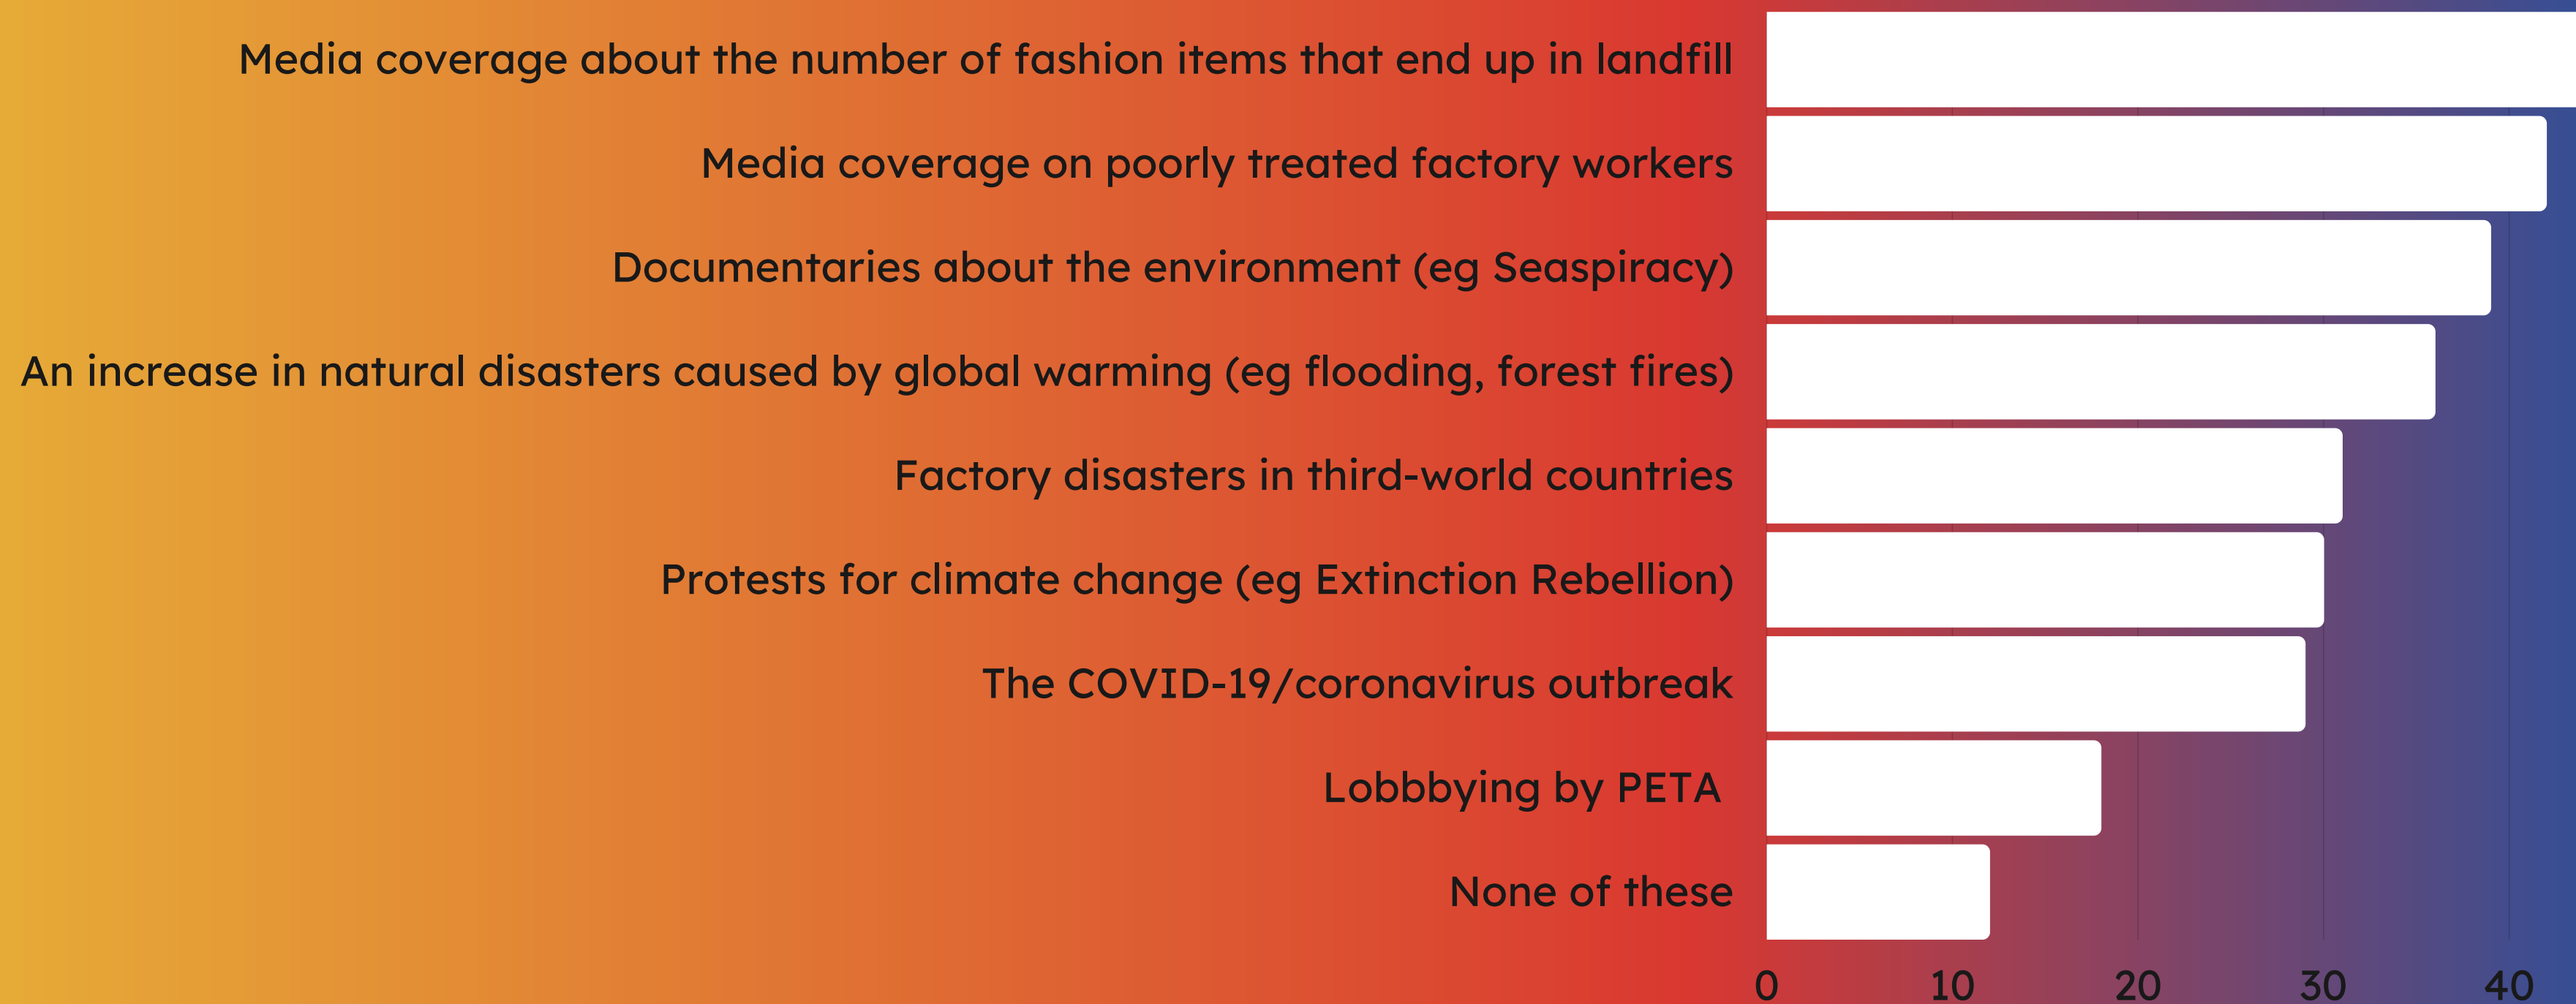 Media coverage about the number of fashion items that end up in landfill
Media coverage on poorly treated factory workers
Documentaries about the environment (eg Seaspiracy)
An increase in natural disasters caused by global warming (eg flooding, forest fires)
Factory disasters in third-world countries
Protests for climate change (eg Extinction Rebellion)
The COVID-19/coronavirus outbreak
Lobbbying by PETA
None of these
0 10 20 30 40